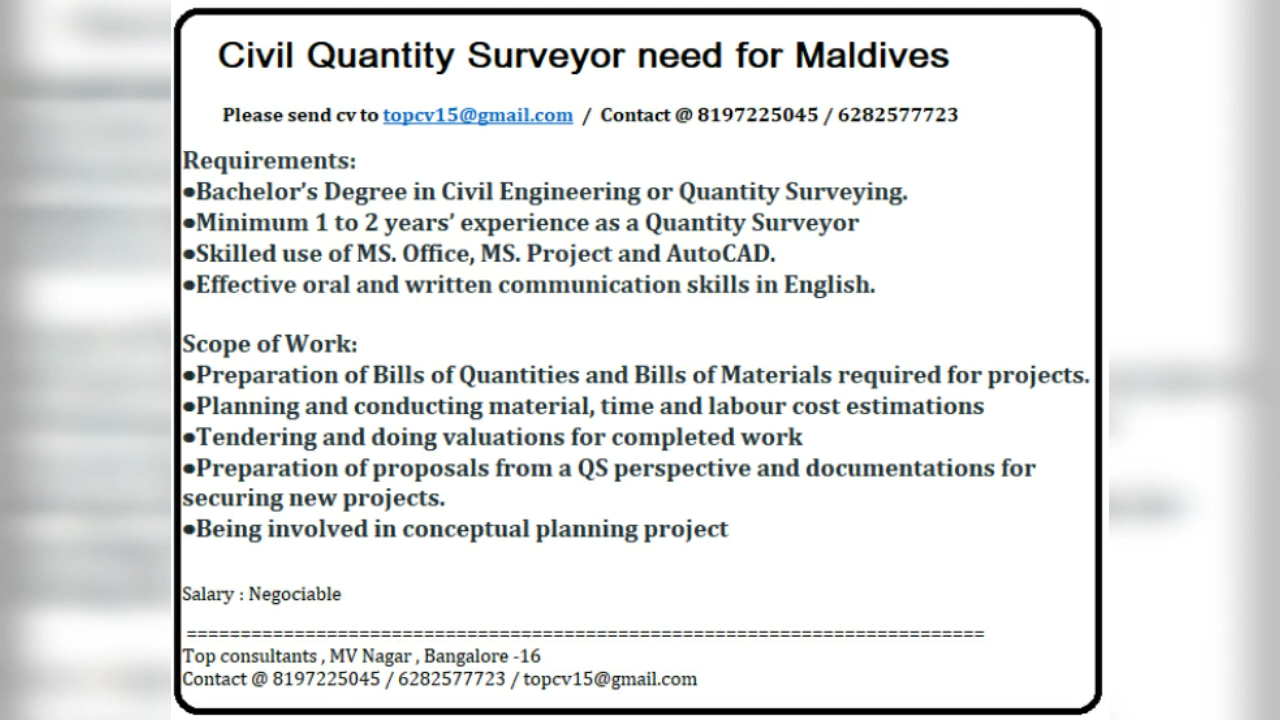 Civil Quantity Surveyor need for Maldives
Please send cv to topcv15@gmail.com / Contact @ 8197225045 / 6282577723
Requirements:
●Bachelor's Degree in Civil Engineering or Quantity Surveying.
●Minimum 1 to 2 years' experience as a Quantity Surveyor
●Skilled use of MS. Office, MS. Project and AutoCAD.
●Effective oral and written communication skills in English.
Scope of Work:
●Preparation of Bills of Quantities and Bills of Materials required for projects.
●Planning and conducting material, time and labour cost estimations
●Tendering and doing valuations for completed work
●Preparation of proposals from a QS perspective and documentations for
securing new projects.
●Being involved in conceptual planning project
Salary : Negociable
==========================================================================
Top consultants , MV Nagar , Bangalore -16
Contact @ 8197225045 / 6282577723 / topcv15@gmail.com